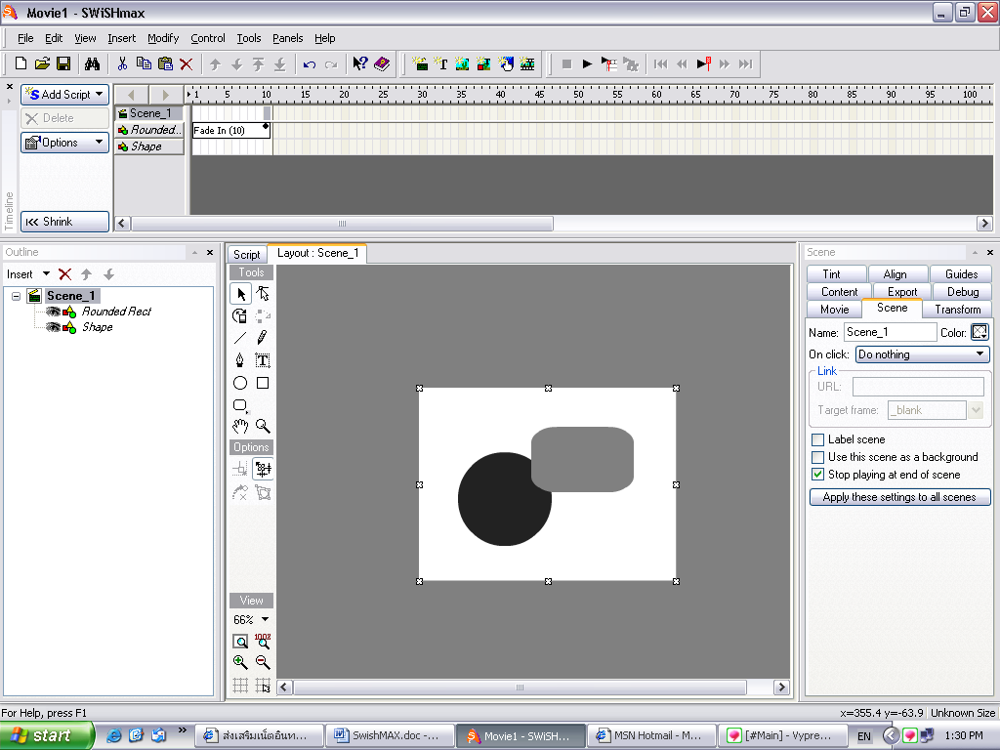 Movie1 - SWiSHmax
File Edit View Insert Modify Control Tools Panels Help
Add Script
1 5 10 15 20 25 30 35 40 45 50 55 60 65 70 75 80 85 90 95 100
Scene_1
Delete
Rounded... Fade In (10)
Options
Shape
Timeline
Shrink
Outline
Insert
Scene_1
Rounded Rect
Shape
Script Layout : Scene_1
Tools
Options
View
66%
100%
Scene
Tint Align Guides
Content Export Debug
Movie Scene Transform
Name: Scene_1 Color:
On click: Do nothing
Link
URL:
Target frame: _blank
Label scene
Use this scene as a background
Stop playing at end of scene
Apply these settings to all scenes
For Help, press F1
x=355.4 y=-63.9 Unknown Size
start
ส่งเสริมเน็ตอินท...
SwishMAX.doc - ...
Movie1 - SWiSH...
MSN Hotmail - M...
[#Main] - Vypre...
EN
1:30 PM